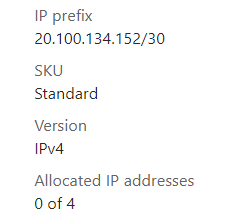 IP prefix
20.100.134.152/30
SKU
Standard
Version
IPv4
Allocated IP addresses
0 of 4